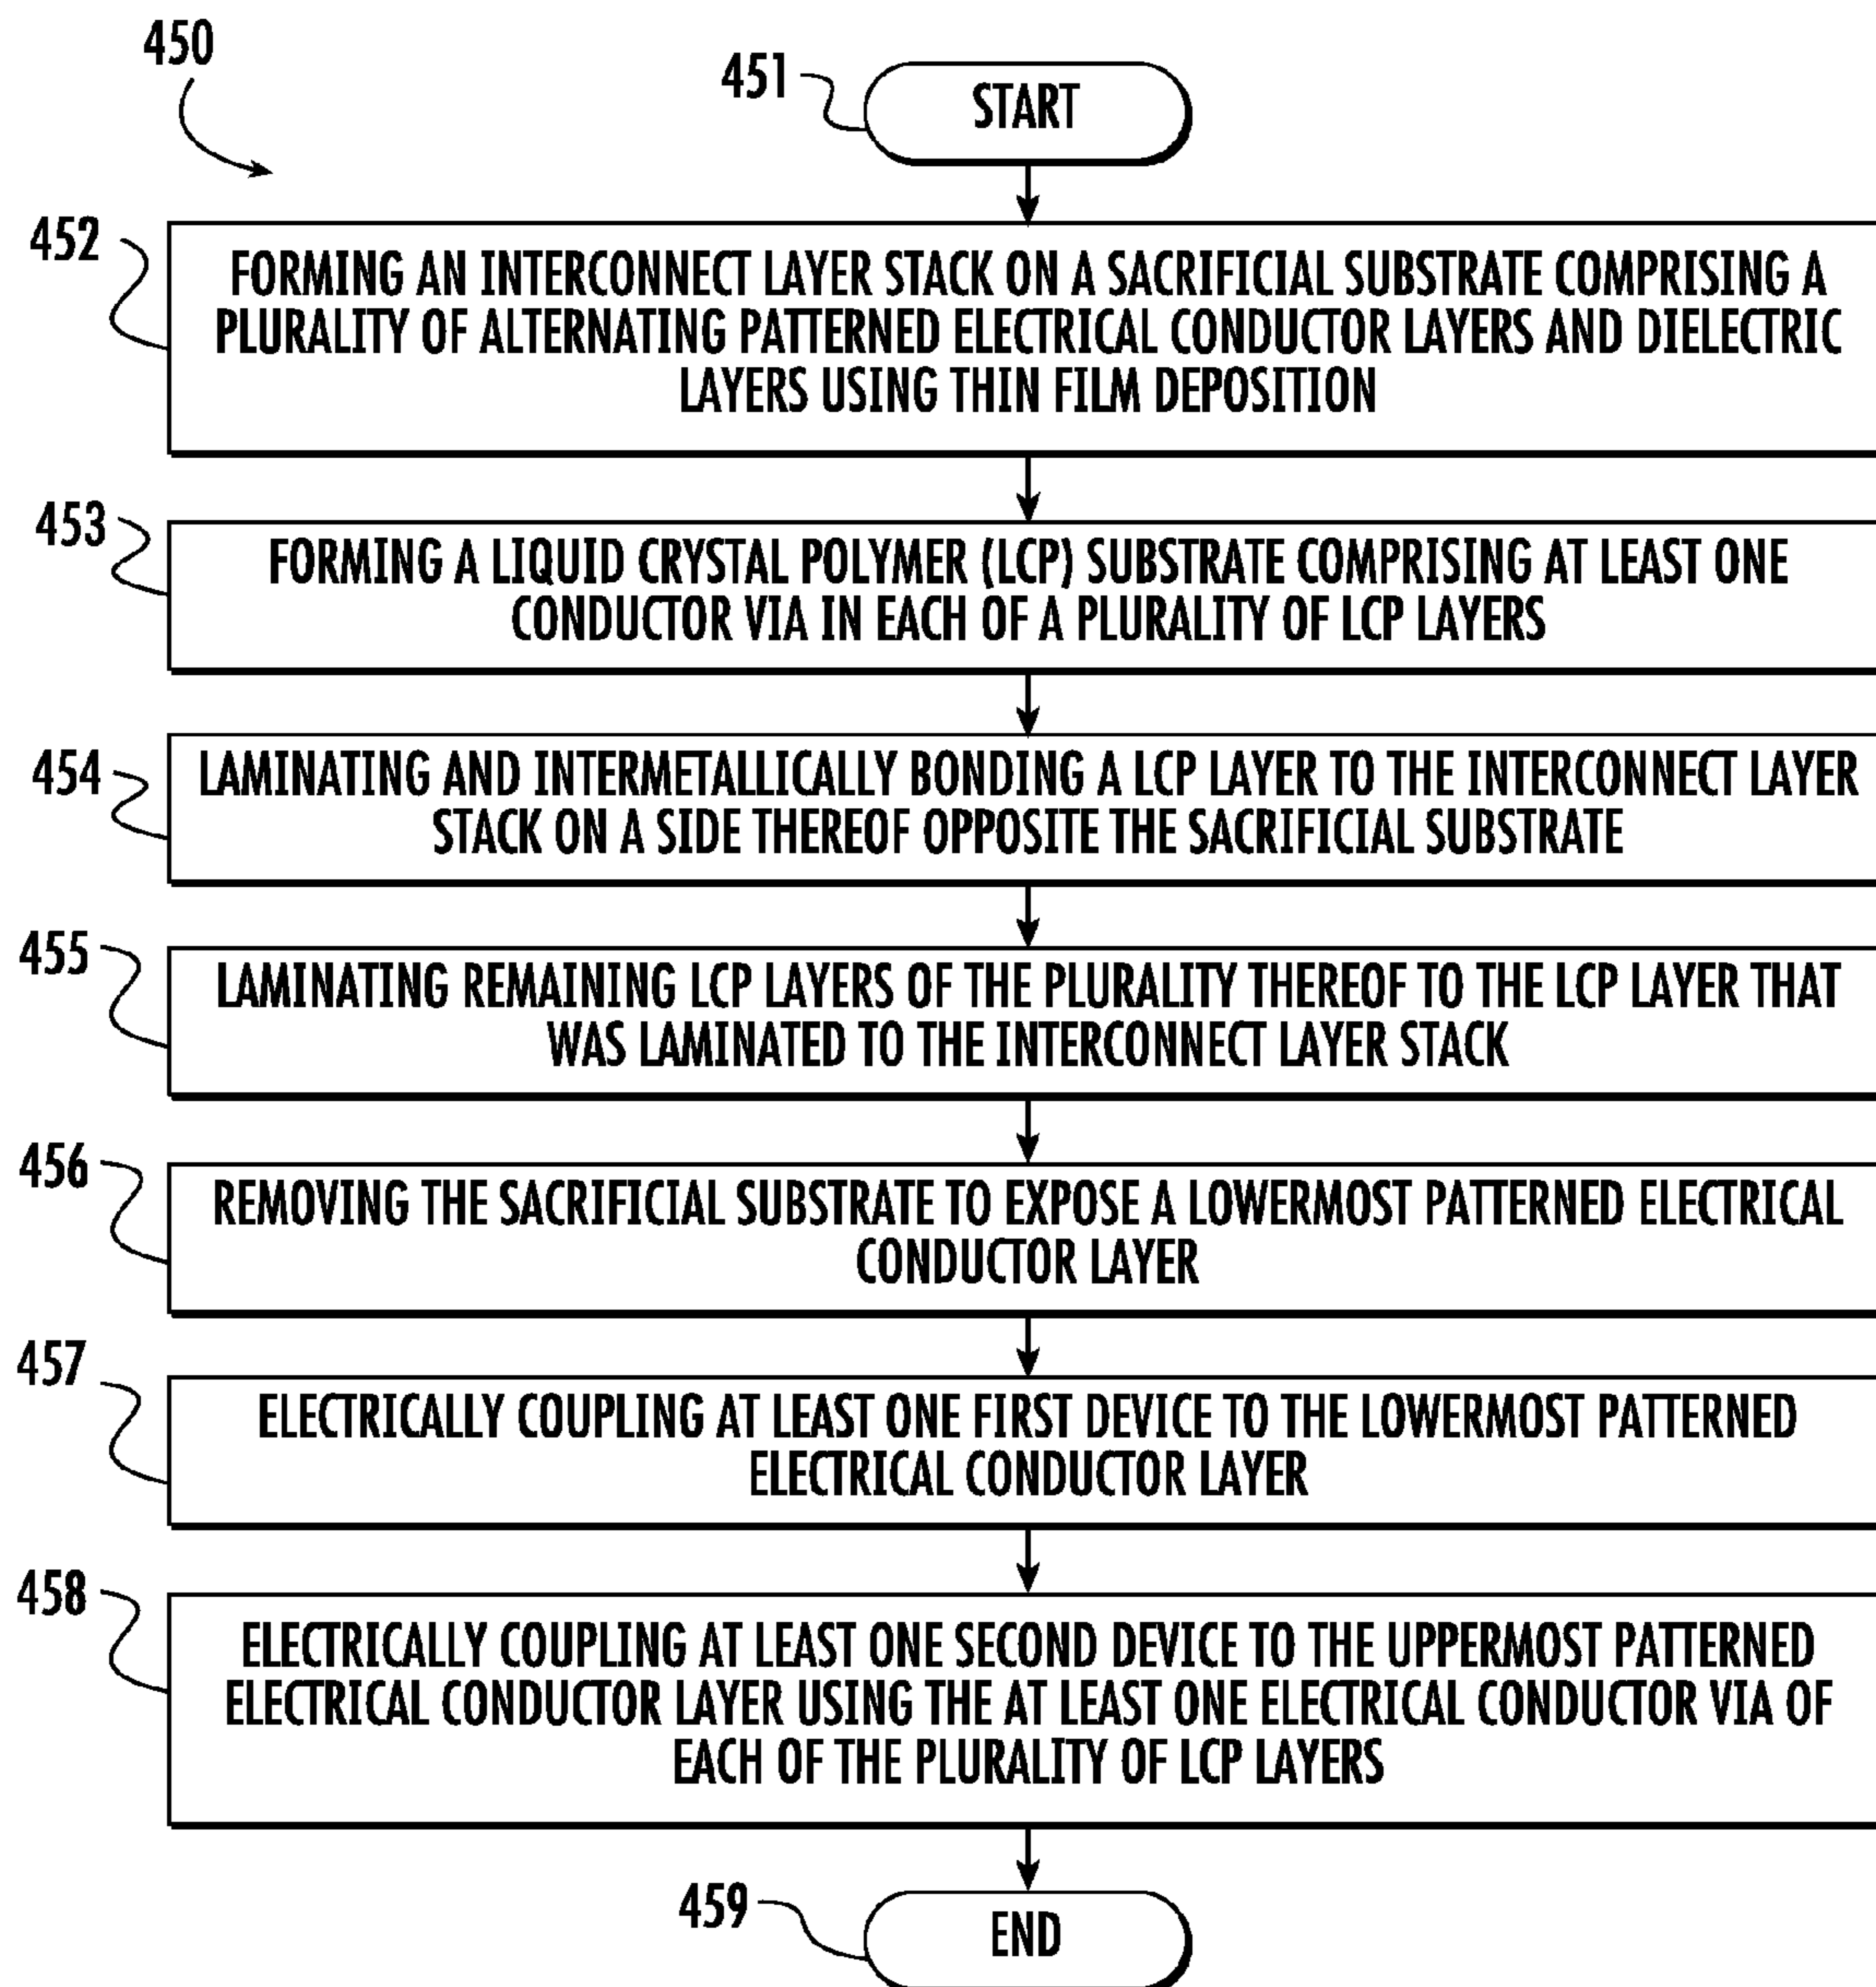 450
451
START
452
FORMING AN INTERCONNECT LAYER STACK ON A SACRIFICIAL SUBSTRATE COMPRISING A
PLURALITY OF ALTERNATING PATTERNED ELECTRICAL CONDUCTOR LAYERS AND DIELECTRIC
LAYERS USING THIN FILM DEPOSITION
453
FORMING A LIQUID CRYSTAL POLYMER (LCP) SUBSTRATE COMPRISING AT LEAST ONE
CONDUCTOR VIA IN EACH OF A PLURALITY OF LCP LAYERS
454
LAMINATING AND INTERMETALLICALLY BONDING A LCP LAYER TO THE INTERCONNECT LAYER
STACK ON A SIDE THEREOF OPPOSITE THE SACRIFICIAL SUBSTRATE
455
LAMINATING REMAINING LCP LAYERS OF THE PLURALITY THEREOF TO THE LCP LAYER THAT
WAS LAMINATED TO THE INTERCONNECT LAYER STACK
456
REMOVING THE SACRIFICIAL SUBSTRATE TO EXPOSE A LOWERMOST PATTERNED ELECTRICAL
CONDUCTOR LAYER
457
ELECTRICALLY COUPLING AT LEAST ONE FIRST DEVICE TO THE LOWERMOST PATTERNED
ELECTRICAL CONDUCTOR LAYER
458
ELECTRICALLY COUPLING AT LEAST ONE SECOND DEVICE TO THE UPPERMOST PATTERNED
ELECTRICAL CONDUCTOR LAYER USING THE AT LEAST ONE ELECTRICAL CONDUCTOR VIA OF
EACH OF THE PLURALITY OF LCP LAYERS
459
END